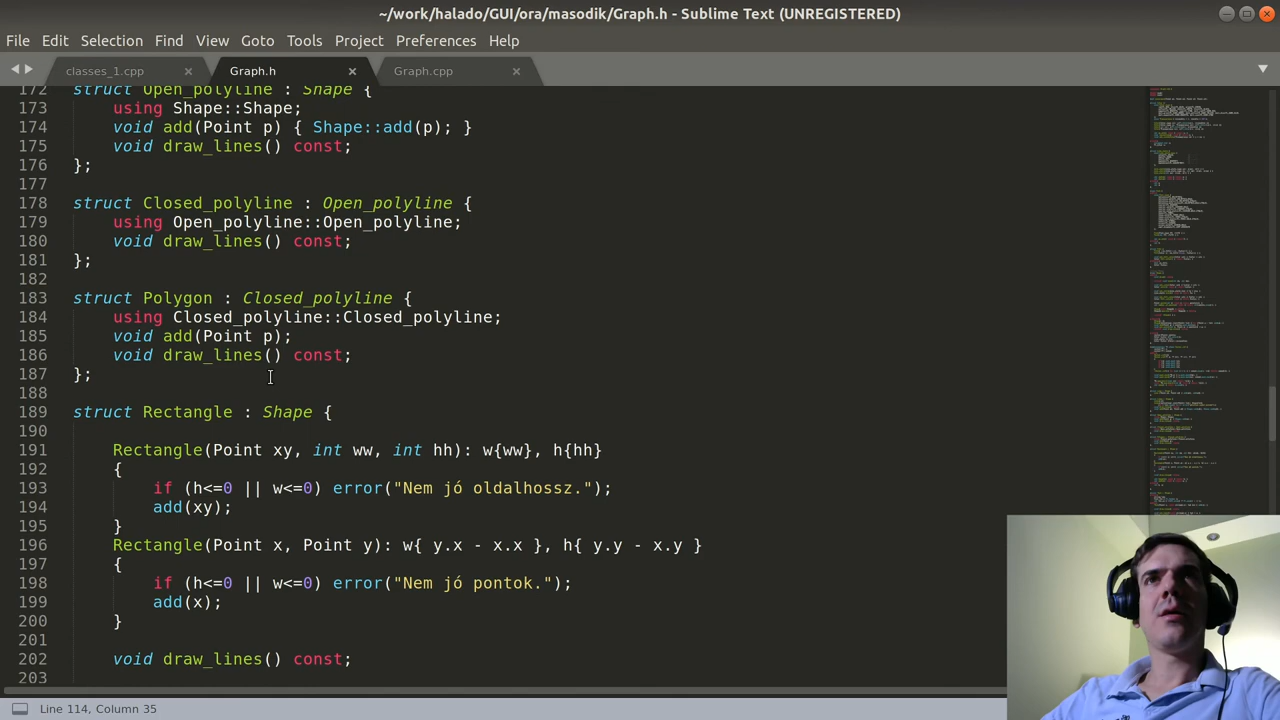 ~/work/halado/GUI/ora/masodik/Graph.h - Sublime Text (UNREGISTERED)
File Edit Selection Find View Goto Tools Project Preferences Help
classes_1.cpp × Graph.h × Graph.cpp ×
172 struct Open_polyline : Shape {
173 using Shape::Shape;
174 void add(Point p) { Shape::add(p); }
175 void draw_lines() const;
176 };
177
178 struct Closed_polyline : Open_polyline {
179 using Open_polyline::Open_polyline;
180 void draw_lines() const;
181 };
182
183 struct Polygon : Closed_polyline {
184 using Closed_polyline::Closed_polyline;
185 void add(Point p);
186 void draw_lines() const;
187 };
188
189 struct Rectangle : Shape {
190
191 Rectangle(Point xy, int ww, int hh): w{ww}, h{hh}
192 {
193 if (h<=0 || w<=0) error("Nem jó oldalhossz.");
194 add(xy);
195 }
196 Rectangle(Point x, Point y): w{ y.x - x.x }, h{ y.y - x.y }
197 {
198 if (h<=0 || w<=0) error("Nem jó pontok.");
199 add(x);
200 }
201
202 void draw_lines() const;
203
Line 114, Column 35